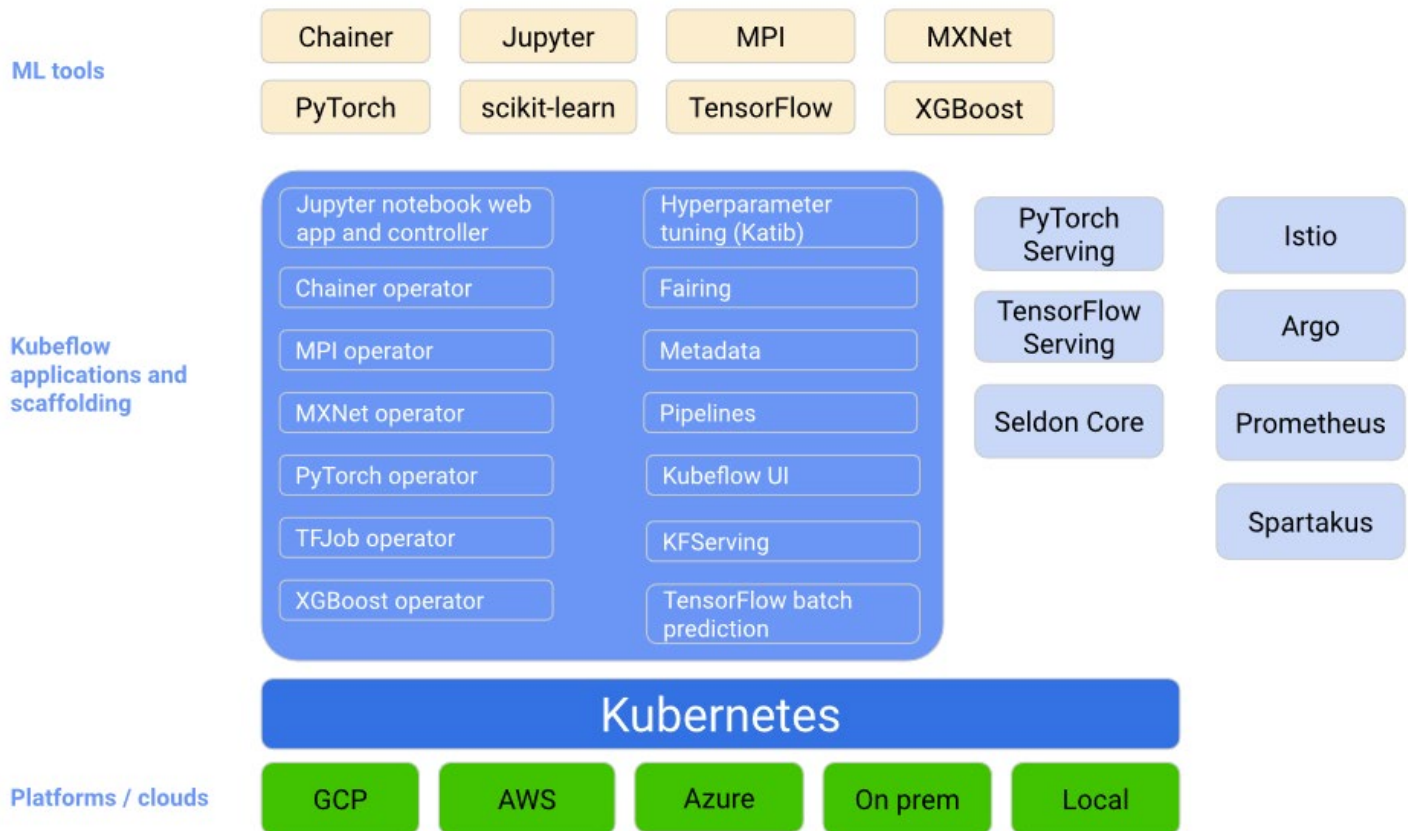 Chainer
Jupyter
MPI
MXNet
ML tools
PyTorch
scikit-learn
TensorFlow
XGBoost
Jupyter notebook web
app and controller
Hyperparameter
tuning (Katib)
Chainer operator
Fairing
MPI operator
Metadata
MXNet operator
Pipelines
PyTorch operator
Kubeflow UI
TFJob operator
KFServing
XGBoost operator
TensorFlow batch
prediction
Kubeflow
applications and
scaffolding
PyTorch
Serving
TensorFlow
Serving
Seldon Core
Istio
Argo
Prometheus
Spartakus
Kubernetes
Platforms / clouds
GCP
AWS
Azure
On prem
Local